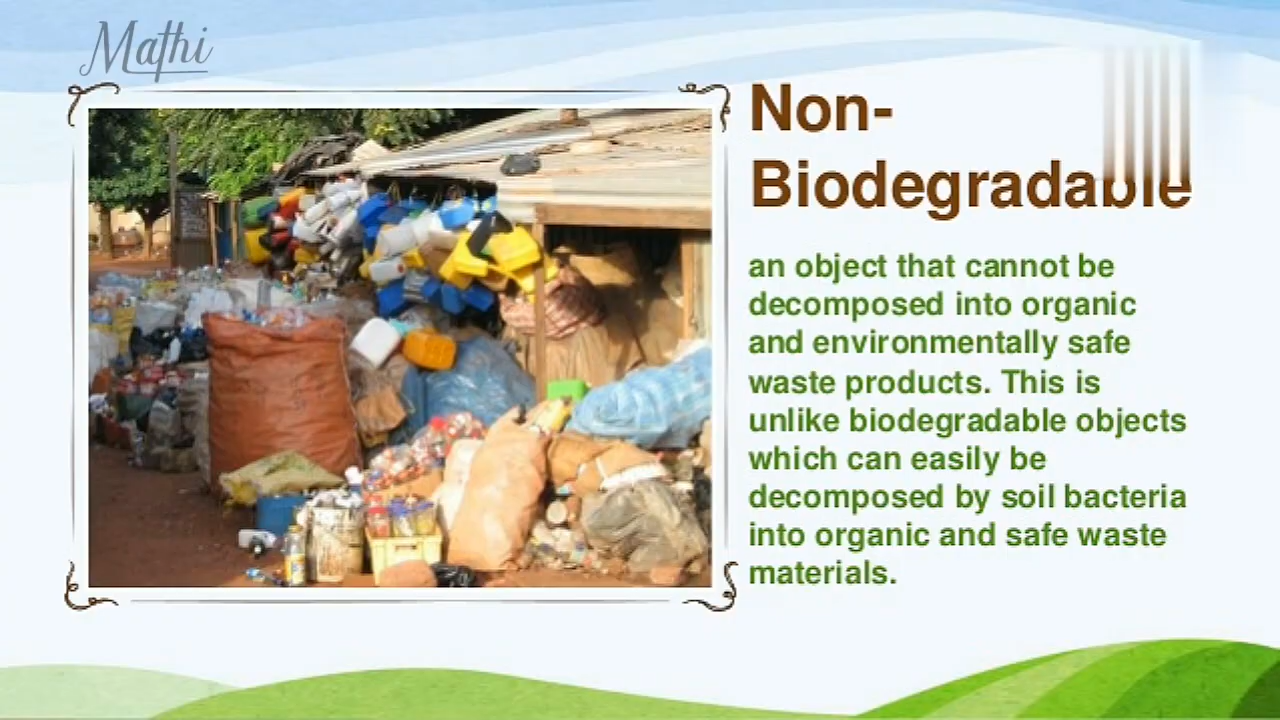 Mathi
Non-
Biodegradable
an object that cannot be
decomposed into organic
and environmentally safe
waste products. This is
unlike biodegradable objects
which can easily be
decomposed by soil bacteria
into organic and safe waste
materials.